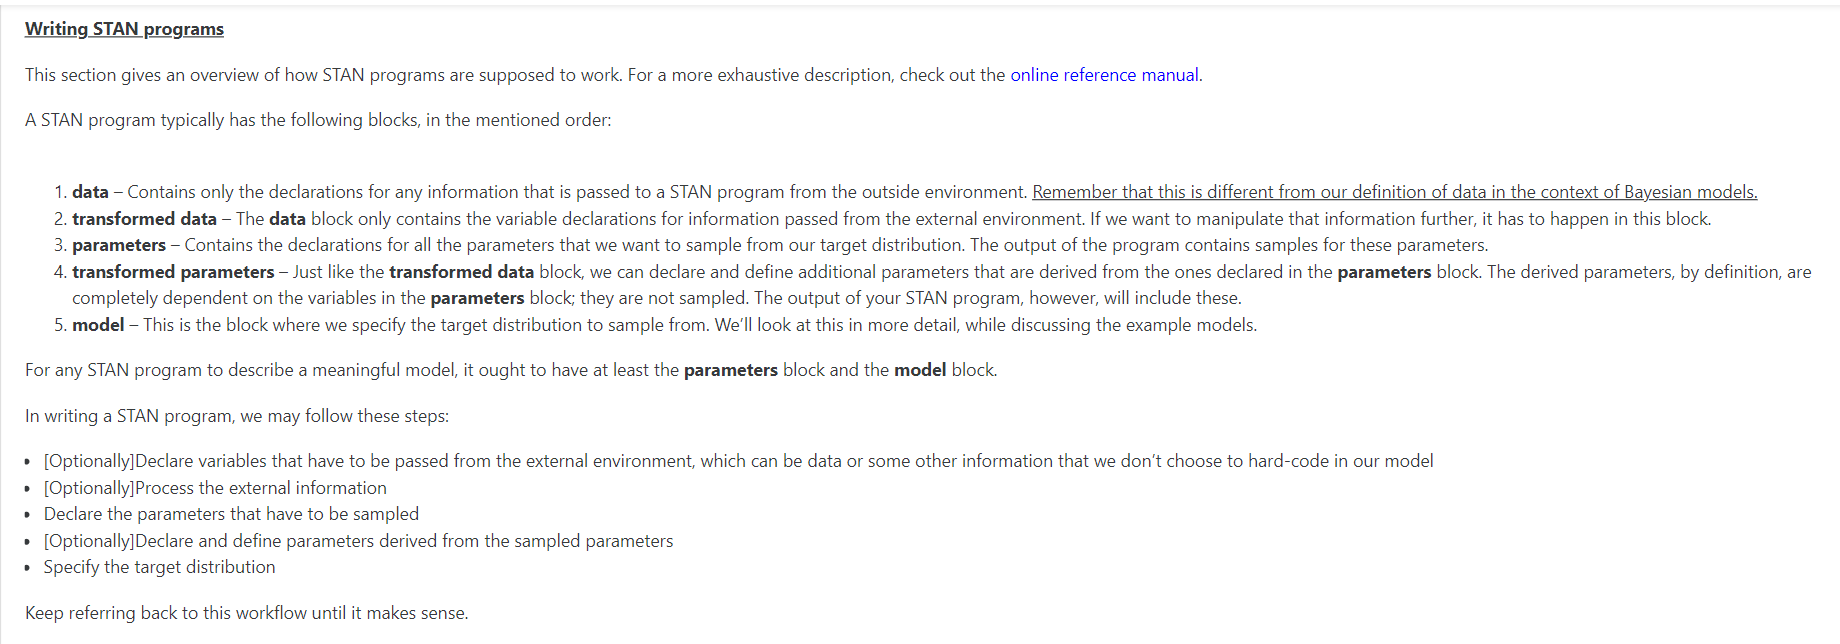 Writing STAN programs
This section gives an overview of how STAN programs are supposed to work. For a more exhaustive description, check out the online reference manual.
A STAN program typically has the following blocks, in the mentioned order:
1. data – Contains only the declarations for any information that is passed to a STAN program from the outside environment. Remember that this is different from our definition of data in the context of Bayesian models.
2. transformed data – The data block only contains the variable declarations for information passed from the external environment. If we want to manipulate that information further, it has to happen in this block.
3. parameters – Contains the declarations for all the parameters that we want to sample from our target distribution. The output of the program contains samples for these parameters.
4. transformed parameters – Just like the transformed data block, we can declare and define additional parameters that are derived from the ones declared in the parameters block. The derived parameters, by definition, are
completely dependent on the variables in the parameters block; they are not sampled. The output of your STAN program, however, will include these.
5. model – This is the block where we specify the target distribution to sample from. We'll look at this in more detail, while discussing the example models.
For any STAN program to describe a meaningful model, it ought to have at least the parameters block and the model block.
In writing a STAN program, we may follow these steps:
• [Optionally]Declare variables that have to be passed from the external environment, which can be data or some other information that we don't choose to hard-code in our model
• [Optionally]Process the external information
• Declare the parameters that have to be sampled
• [Optionally]Declare and define parameters derived from the sampled parameters
• Specify the target distribution
Keep referring back to this workflow until it makes sense.